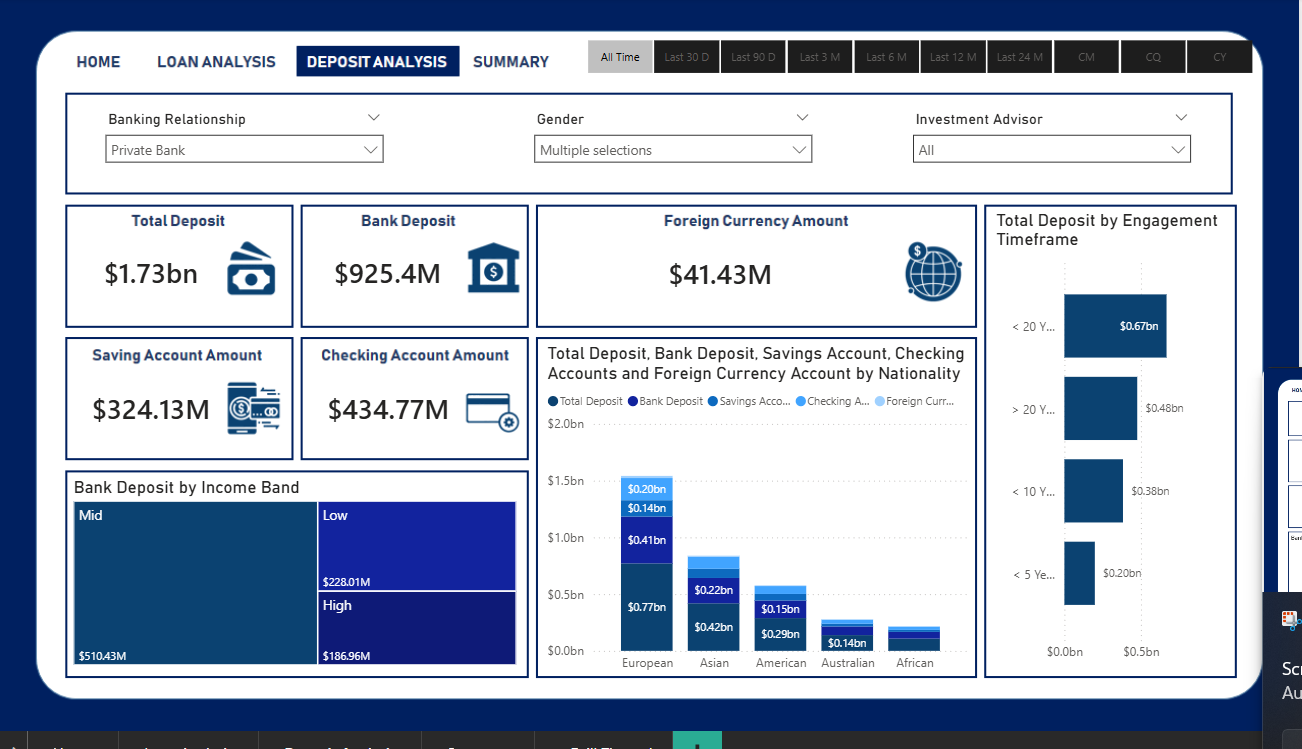 HOME LOAN ANALYSIS DEPOSIT ANALYSIS SUMMARY
All Time Last 30 D Last 90 D Last 3 M Last 6 M Last 12 M Last 24 M CM CQ CY
Banking Relationship
Private Bank
Gender
Multiple selections
Investment Advisor
All
Total Deposit
$1.73bn
Bank Deposit
$925.4M
Foreign Currency Amount
$41.43M
Saving Account Amount
$324.13M
Checking Account Amount
$434.77M
Bank Deposit by Income Band
Mid
$510.43M
Low
$228.01M
High
$186.96M
Total Deposit, Bank Deposit, Savings Account, Checking
Accounts and Foreign Currency Account by Nationality
Total Deposit Bank Deposit Savings Acco... Checking A... Foreign Curr...
$2.0bn
$1.5bn
$1.0bn
$0.5bn
$0.0bn
$0.20bn
$0.14bn
$0.41bn
$0.77bn
$0.22bn
$0.42bn
$0.15bn
$0.29bn
$0.14bn
European Asian American Australian African
Total Deposit by Engagement
Timeframe
< 20 Y... $0.67bn
> 20 Y... $0.48bn
< 10 Y... $0.38bn
< 5 Ye... $0.20bn
$0.0bn $0.5bn